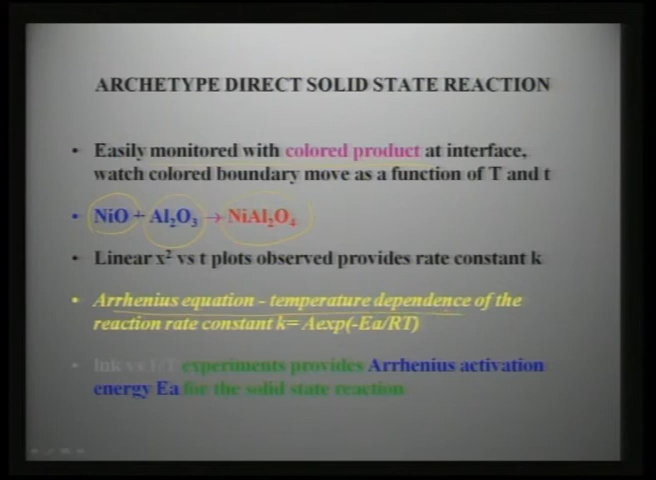 ARCHETYPE DIRECT SOLID STATE REACTION
• Easily monitored with colored product at interface,
watch colored boundary move as a function of T and t
• NiO + Al₂O₃ → NiAl₂O₄
• Linear x² vs t plots observed provides rate constant k
• Arrhenius equation - temperature dependence of the
reaction rate constant k= Aexp(-Ea/RT)
• lnk vs 1/T experiments provides Arrhenius activation
energy Ea for the solid state reaction